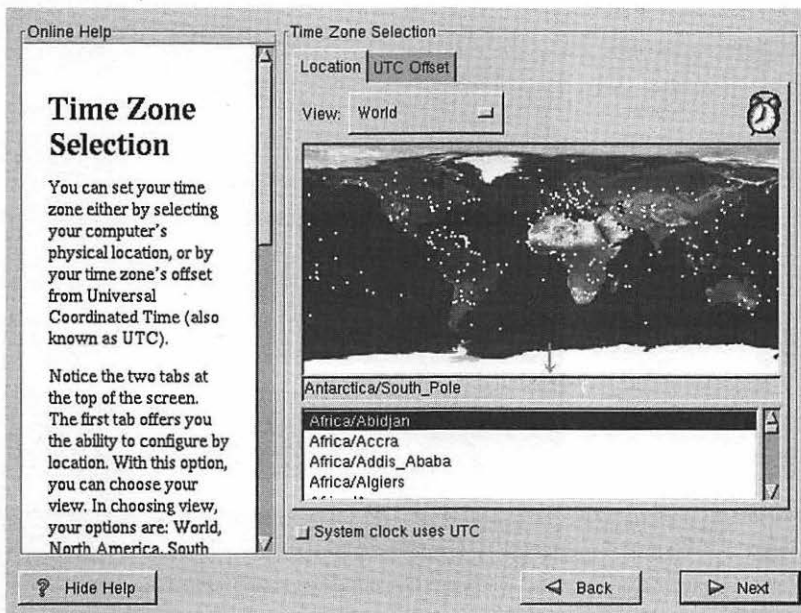 Online Help
Time Zone
Selection
You can set your time
zone either by selecting
your computer's
physical location, or by
your time zone's offset
from Universal
Coordinated Time (also
known as UTC).
Notice the two tabs at
the top of the screen.
The first tab offers you
the ability to configure by
location. With this option,
you can choose your
view. In choosing view,
your options are: World,
North America, South
Time Zone Selection
Location UTC Offset
View: World
Antarctica/South_Pole
Africa/Abidjan
Africa/Accra
Africa/Addis_Ababa
Africa/Algiers
System clock uses UTC
Hide Help
Back
Next